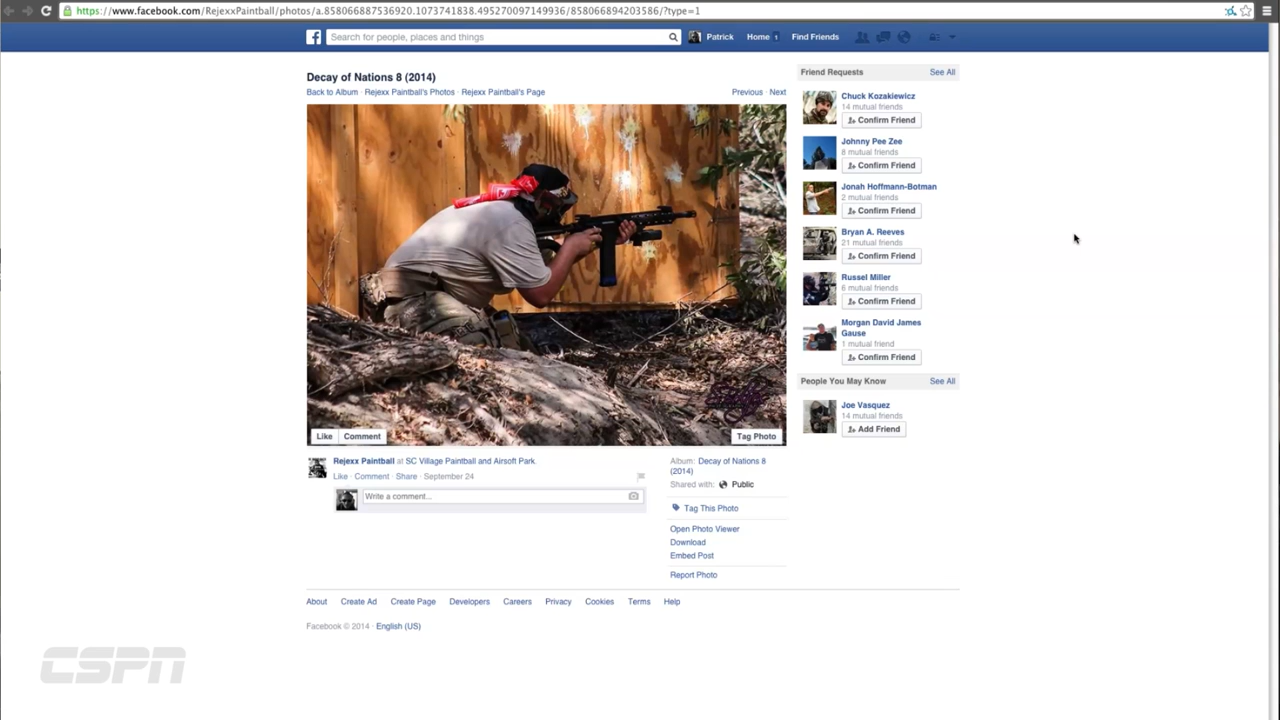 https://www.facebook.com/RejexxPaintball/photos/a.858066887536920.1073741838.495270097149936/858066894203586/?type=1
f Search for people, places and things Patrick Home 1 Find Friends
Decay of Nations 8 (2014)
Back to Album · Rejexx Paintball's Photos · Rejexx Paintball's Page Previous · Next
Like Comment Tag Photo
Rejexx Paintball at SC Village Paintball and Airsoft Park.
Like · Comment · Share · September 24
Write a comment...
Album: Decay of Nations 8
(2014)
Shared with: Public
Tag This Photo
Open Photo Viewer
Download
Embed Post
Report Photo
Friend Requests See All
Chuck Kozakiewicz
14 mutual friends
Confirm Friend
Johnny Pee Zee
8 mutual friends
Confirm Friend
Jonah Hoffmann-Botman
2 mutual friends
Confirm Friend
Bryan A. Reeves
21 mutual friends
Confirm Friend
Russel Miller
6 mutual friends
Confirm Friend
Morgan David James
Gause
1 mutual friend
Confirm Friend
People You May Know See All
Joe Vasquez
14 mutual friends
Add Friend
About Create Ad Create Page Developers Careers Privacy Cookies Terms Help
Facebook © 2014 · English (US)
CSPN